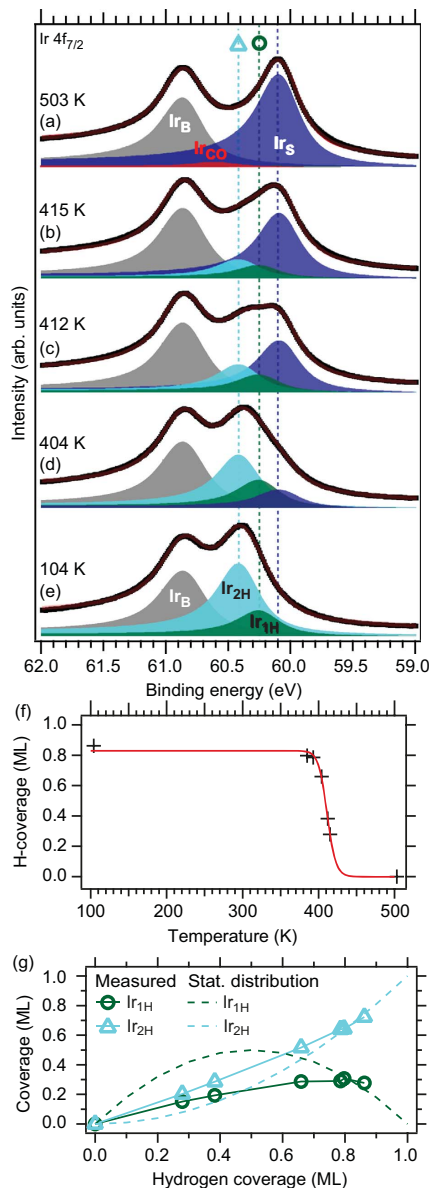 Ir 4f7/2
503 K
(a)
IrB
IrCO
IrS
415 K
(b)
412 K
(c)
404 K
(d)
104 K
(e)
IrB
Ir2H
Ir1H
Intensity (arb. units)
62.0 61.5 61.0 60.5 60.0 59.5 59.0
Binding energy (eV)
(f)
H-coverage (ML)
1.0
0.8
0.6
0.4
0.2
0.0
100 200 300 400 500
Temperature (K)
(g)
Coverage (ML)
1.0
0.8
0.6
0.4
0.2
0.0
Measured Stat. distribution
Ir1H Ir1H
Ir2H Ir2H
0.0 0.2 0.4 0.6 0.8 1.0
Hydrogen coverage (ML)